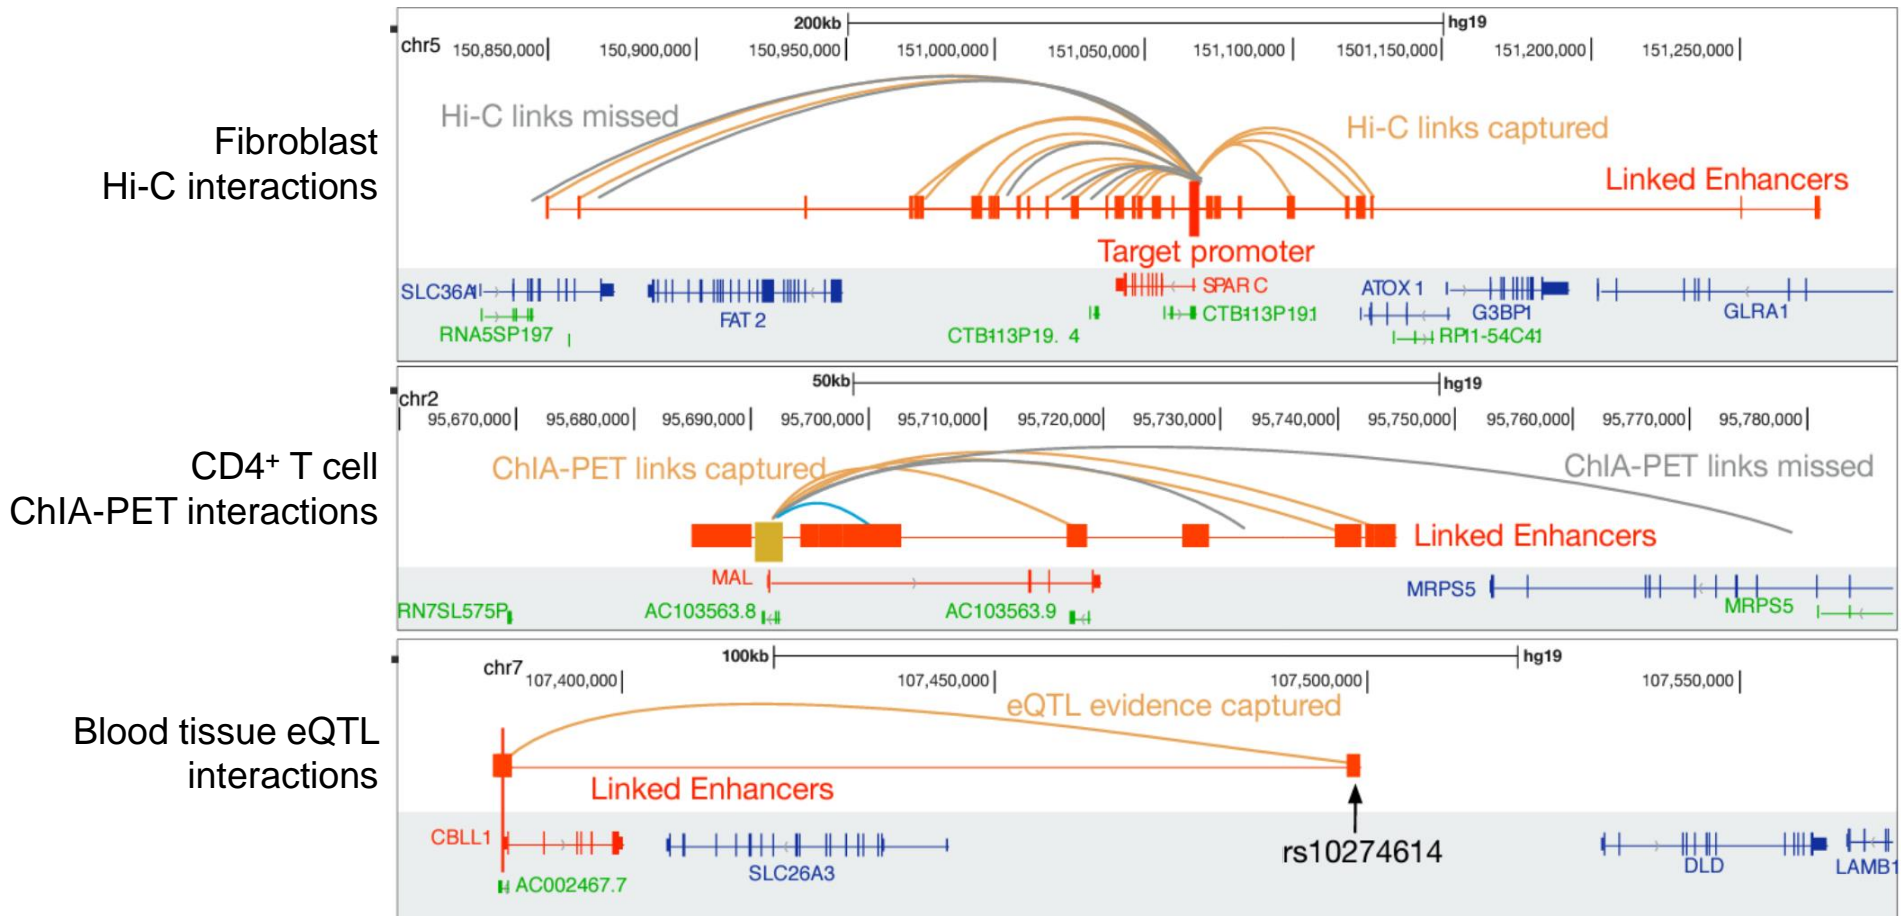 Fibroblast
Hi-C interactions
200kb hg19
chr5 150,850,000 150,900,000 150,950,000 151,000,000 151,050,000 151,100,000 1501,150,000 151,200,000 151,250,000
Hi-C links missed
Hi-C links captured
Linked Enhancers
Target promoter
SLC36A1 SPARC ATOX1
FAT2 CTB-113P19.1 G3BP1 GLRA1
RNA5SP197 CTB-113P19. 4 RP11-54C4.1
CD4+ T cell
ChIA-PET interactions
50kb hg19
chr2
95,670,000 95,680,000 95,690,000 95,700,000 95,710,000 95,720,000 95,730,000 95,740,000 95,750,000 95,760,000 95,770,000 95,780,000
ChIA-PET links captured
ChIA-PET links missed
Linked Enhancers
MAL MRPS5
RN7SL575P AC103563.8 AC103563.9 MRPS5
Blood tissue eQTL
interactions
100kb hg19
chr7 107,400,000 107,450,000 107,500,000 107,550,000
eQTL evidence captured
Linked Enhancers
rs10274614
CBLL1 SLC26A3 DLD LAMB1
AC002467.7